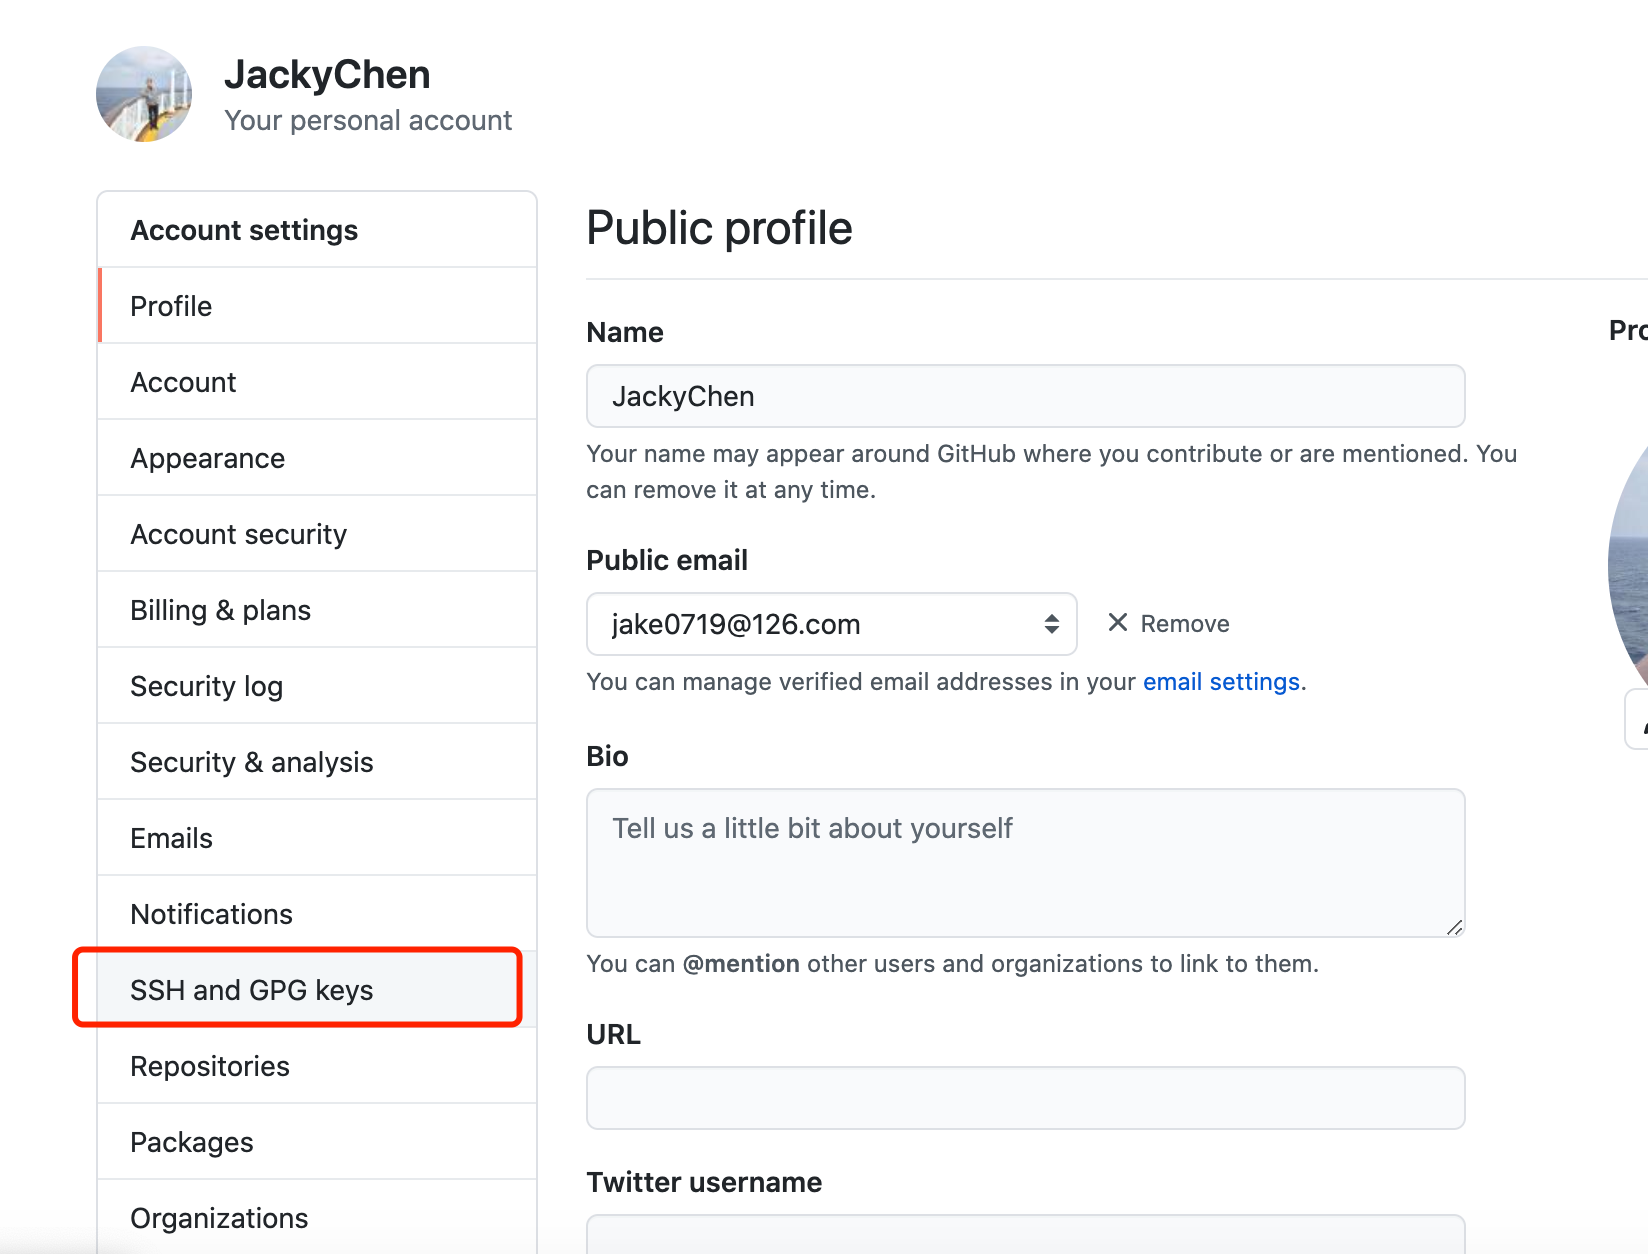 JackyChen
Your personal account
Account settings
Profile
Account
Appearance
Account security
Billing & plans
Security log
Security & analysis
Emails
Notifications
SSH and GPG keys
Repositories
Packages
Organizations
Public profile
Name
JackyChen
Your name may appear around GitHub where you contribute or are mentioned. You
can remove it at any time.
Public email
jake0719@126.com
Remove
You can manage verified email addresses in your email settings.
Bio
Tell us a little bit about yourself
You can @mention other users and organizations to link to them.
URL
Twitter username